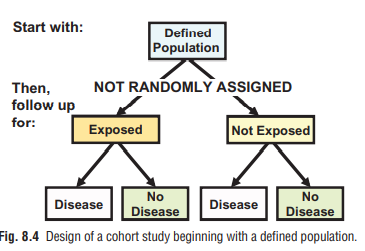 Start with:
Defined
Population
Then,
follow up
for:
NOT RANDOMLY ASSIGNED
Exposed
Not Exposed
Disease
No
Disease
Disease
No
Disease
Fig. 8.4 Design of a cohort study beginning with a defined population.